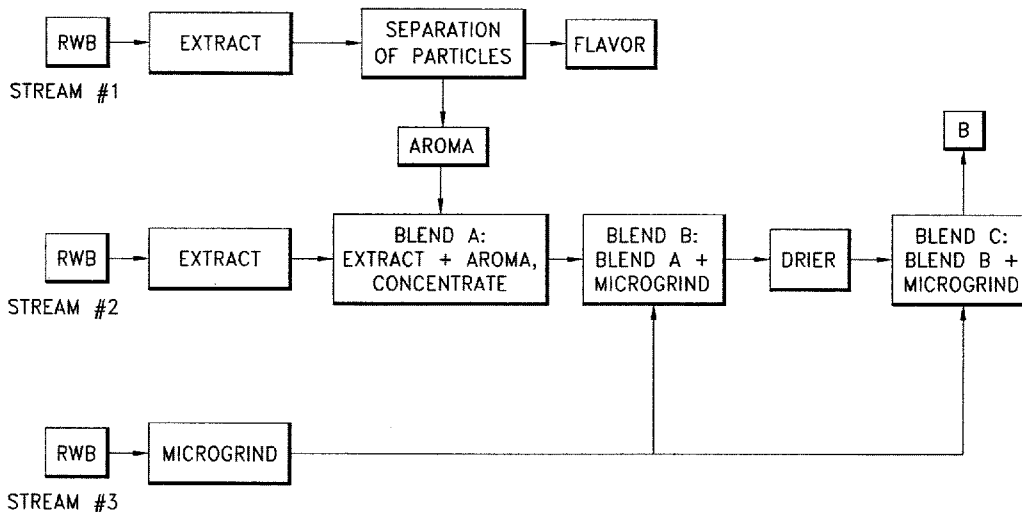 RWB
EXTRACT
SEPARATION
OF PARTICLES
FLAVOR
STREAM #1
AROMA
B
RWB
EXTRACT
BLEND A:
EXTRACT + AROMA,
CONCENTRATE
BLEND B:
BLEND A +
MICROGRIND
DRIER
BLEND C:
BLEND B +
MICROGRIND
STREAM #2
RWB
MICROGRIND
STREAM #3